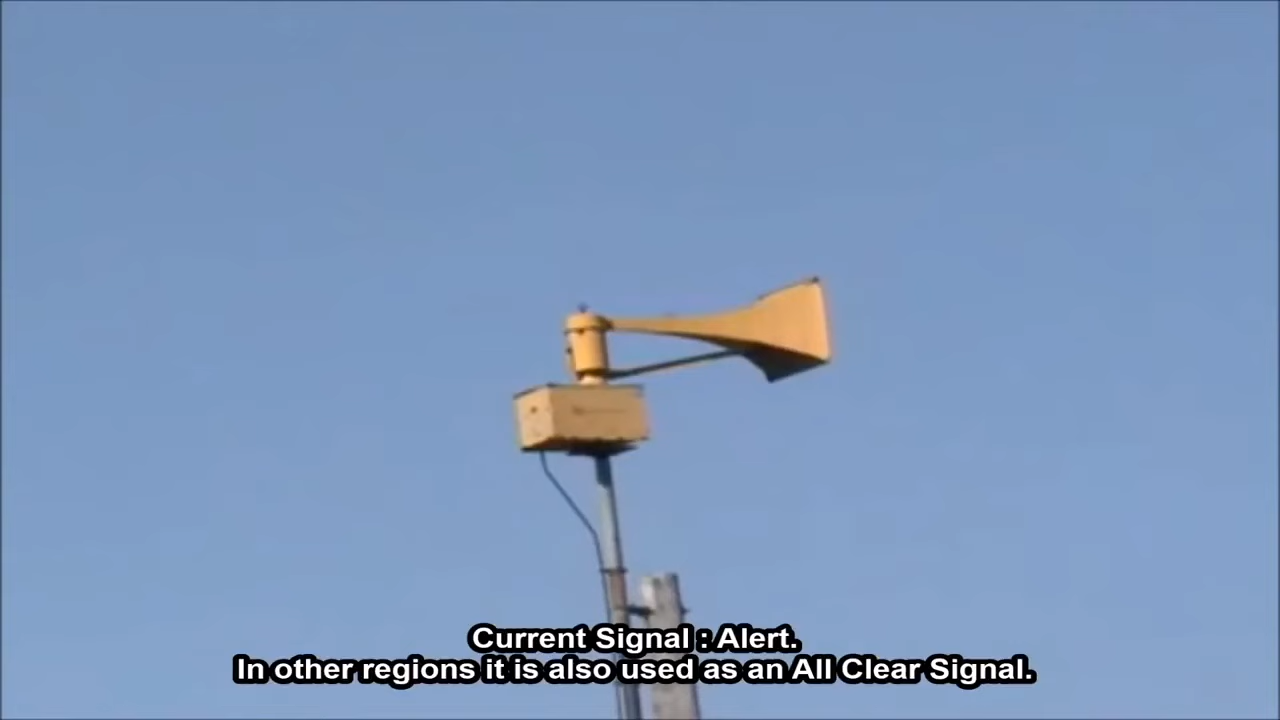 Current Signal : Alert.
In other regions it is also used as an All Clear Signal.